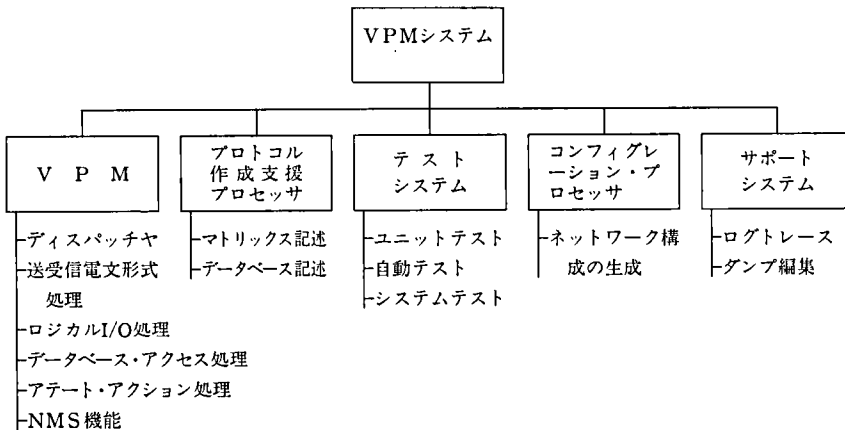 VPMシステム
V P M
プロトコル
作成支援
プロセッサ
テスト
システム
コンフィグレ
ーション・プ
ロセッサ
サポート
システム
ディスパッチヤ
送受信電文形式
処理
ロジカルI/O処理
データベース・アクセス処理
アテート・アクション処理
NMS機能
マトリックス記述
データベース記述
ユニットテスト
自動テスト
システムテスト
ネットワーク構
成の生成
ログトレース
ダンプ編集